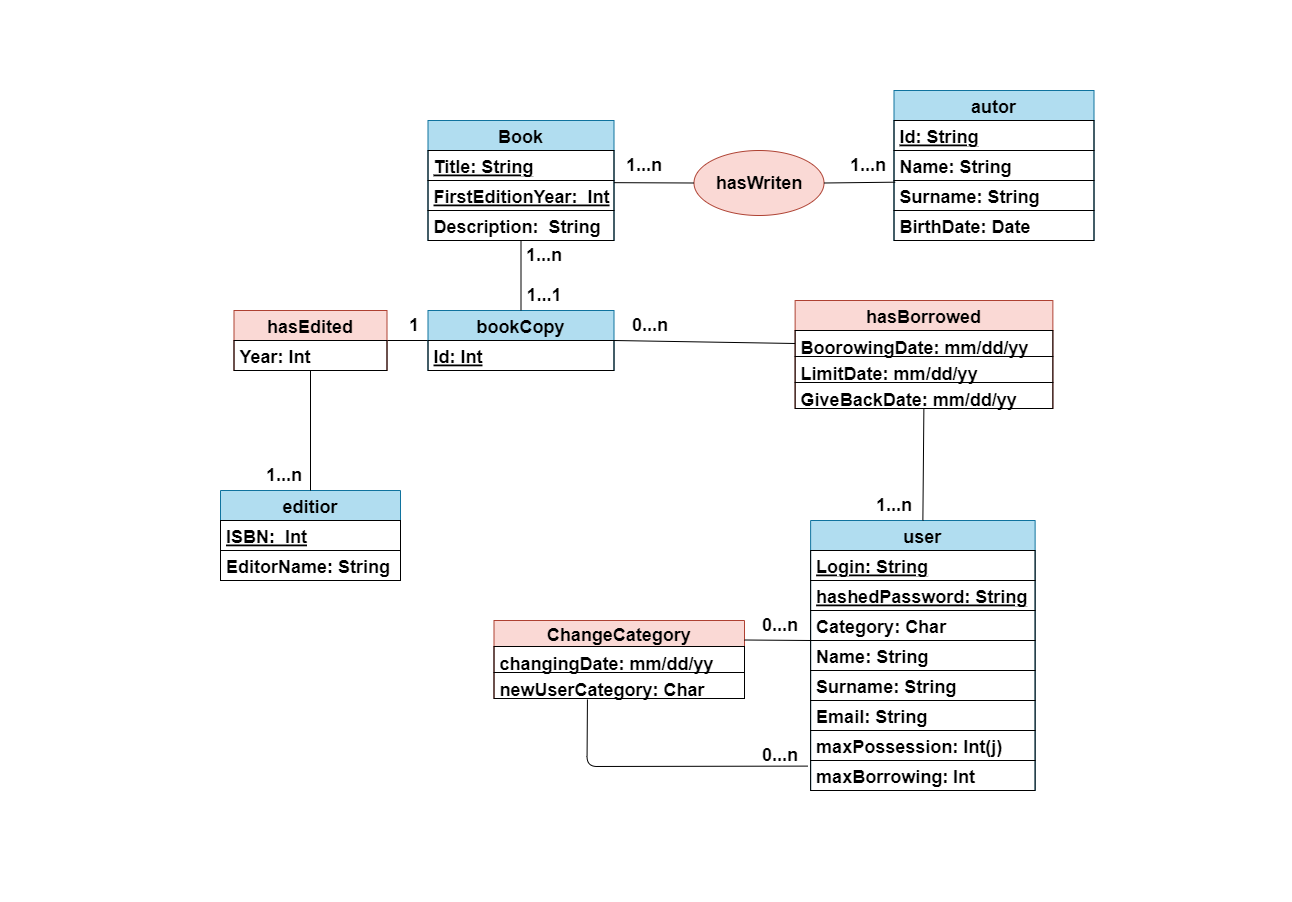 autor
Id: String
Name: String
Surname: String
BirthDate: Date
Book
Title: String
FirstEditionYear:  Int
Description:  String
1...n
hasWriten
1...n
1...n
1...1
hasEdited
Year: Int
1
bookCopy
Id: Int
0...n
hasBorrowed
BoorowingDate: mm/dd/yy
LimitDate: mm/dd/yy
GiveBackDate: mm/dd/yy
1...n
editior
ISBN:  Int
EditorName: String
1...n
user
Login: String
hashedPassword: String
Category: Char
Name: String
Surname: String
Email: String
maxPossession: Int(j)
maxBorrowing: Int
ChangeCategory
changingDate: mm/dd/yy
newUserCategory: Char
0...n
0...n